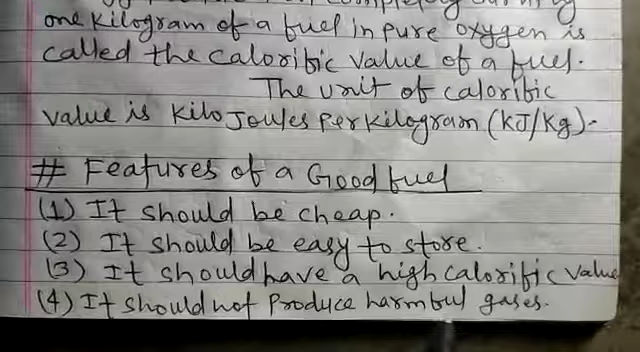 one kilogram of a fuel in pure oxygen is
called the calorific value of a fuel.
The unit of calorific
value is Kilo Joules Per kilogram (KJ/Kg).
# Features of a Good fuel
(1) It should be cheap.
(2) It should be easy to store.
(3) It should have a high calorific value
(4) It should not Produce harmful gases.